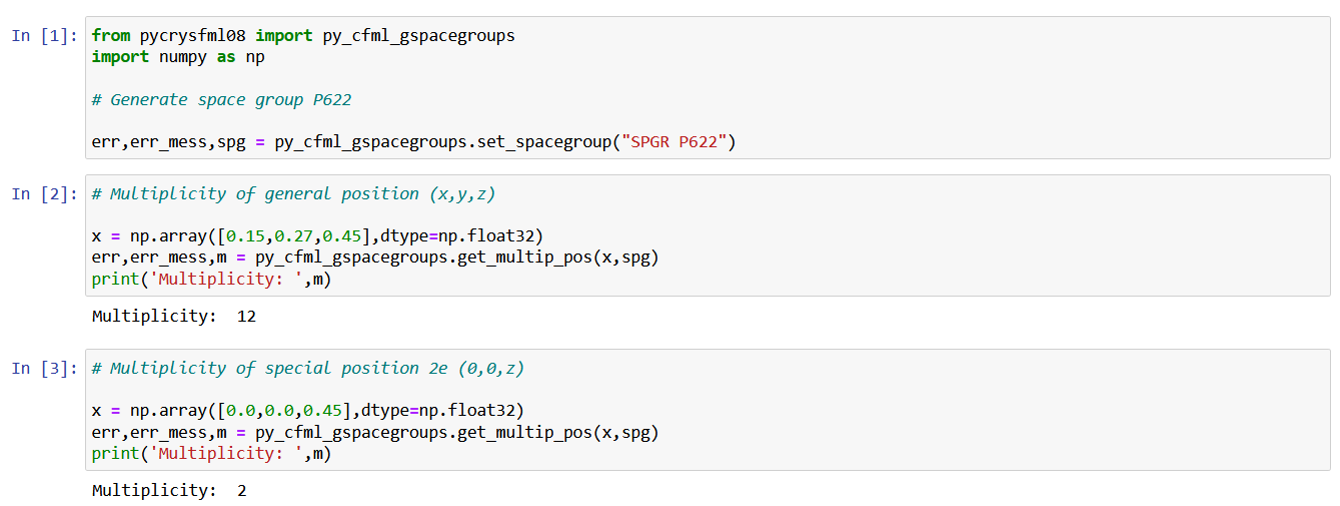 In [1]: from pycrysfml08 import py_cfml_gspacegroups
import numpy as np
# Generate space group P622
err,err_mess,spg = py_cfml_gspacegroups.set_spacegroup("SPGR P622")
In [2]: # Multiplicity of general position (x,y,z)
x = np.array([0.15,0.27,0.45],dtype=np.float32)
err,err_mess,m = py_cfml_gspacegroups.get_multip_pos(x,spg)
print('Multiplicity: ',m)
Multiplicity:  12
In [3]: # Multiplicity of special position 2e (0,0,z)
x = np.array([0.0,0.0,0.45],dtype=np.float32)
err,err_mess,m = py_cfml_gspacegroups.get_multip_pos(x,spg)
print('Multiplicity: ',m)
Multiplicity:  2